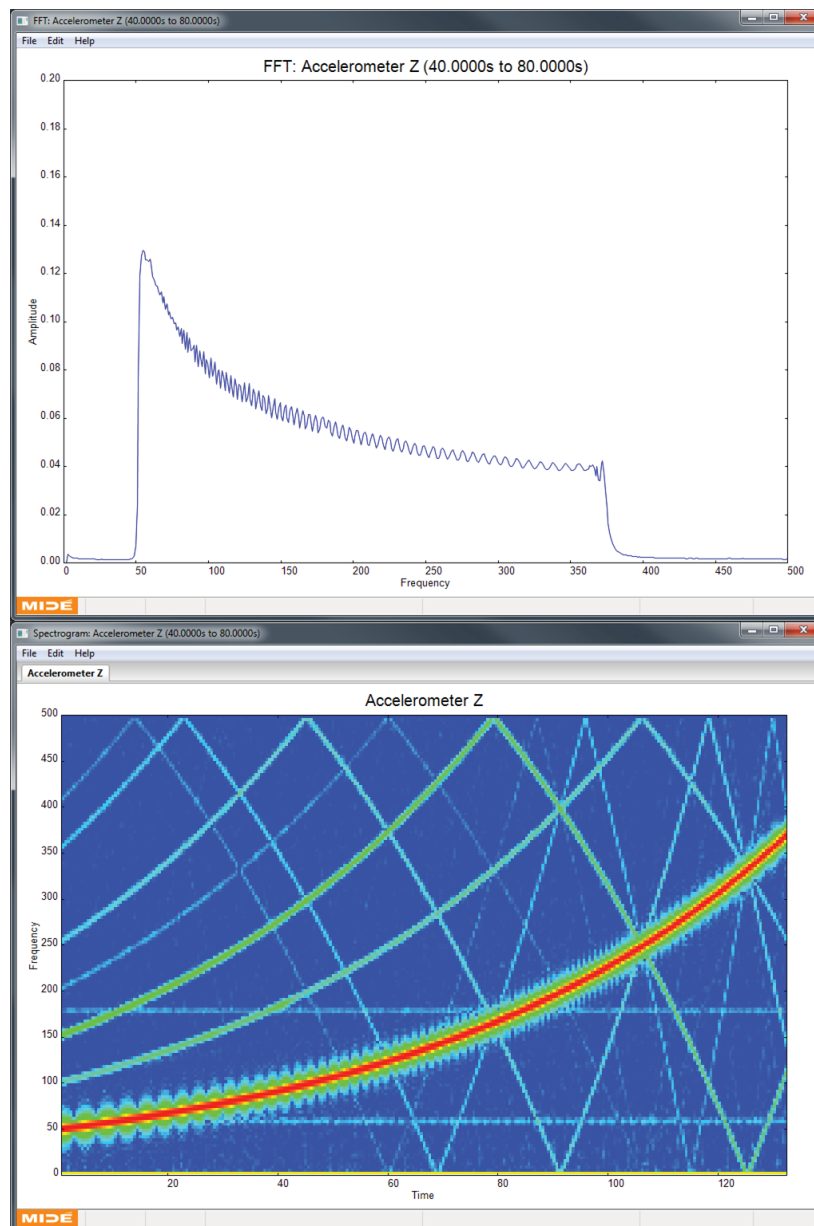 FFT: Accelerometer Z (40.0000s to 80.0000s)
File Edit Help
FFT: Accelerometer Z (40.0000s to 80.0000s)
0.20
0.18
0.16
0.14
0.12
0.10
0.08
0.06
0.04
0.02
0.00
Amplitude
0 50 100 150 200 250 300 350 400 450 500
Frequency
MIDÉ
Spectrogram: Accelerometer Z (40.0000s to 80.0000s)
File Edit Help
Accelerometer Z
Accelerometer Z
500
450
400
350
300
250
200
150
100
50
0
Frequency
20 40 60 80 100 120
Time
MIDÉ